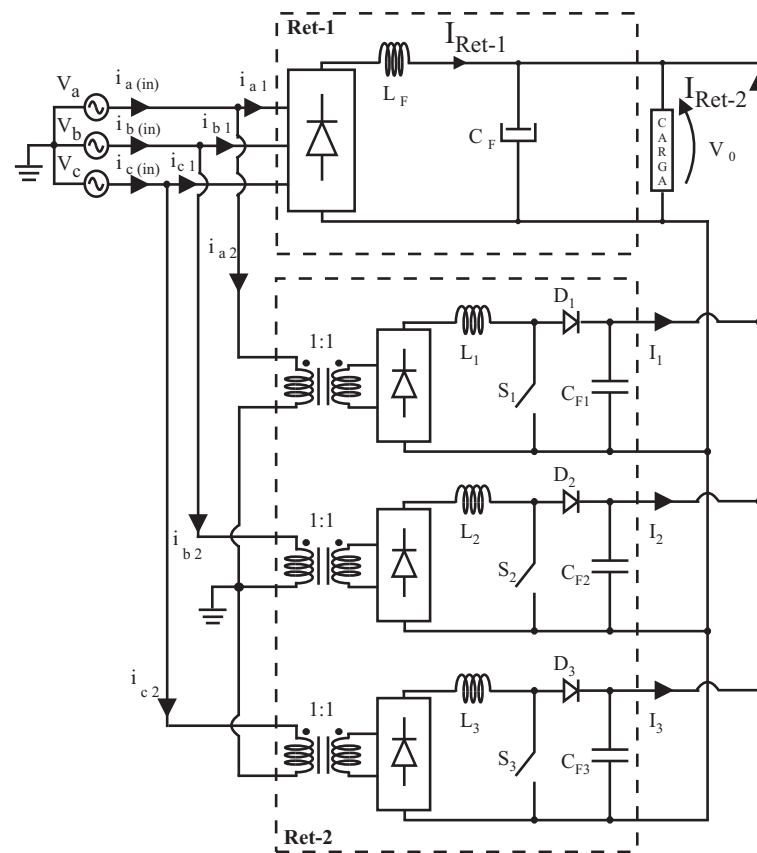 Ret-1
I Ret-1
L F
C F
CARGA
I Ret-2
V 0
V a
V b
V c
i a (in)
i b (in)
i c (in)
i a 1
i b 1
i c 1
i a 2
i b 2
i c 2
1:1
L 1
S 1
D 1
C F1
I 1
1:1
L 2
S 2
D 2
C F2
I 2
1:1
L 3
S 3
D 3
C F3
I 3
Ret-2